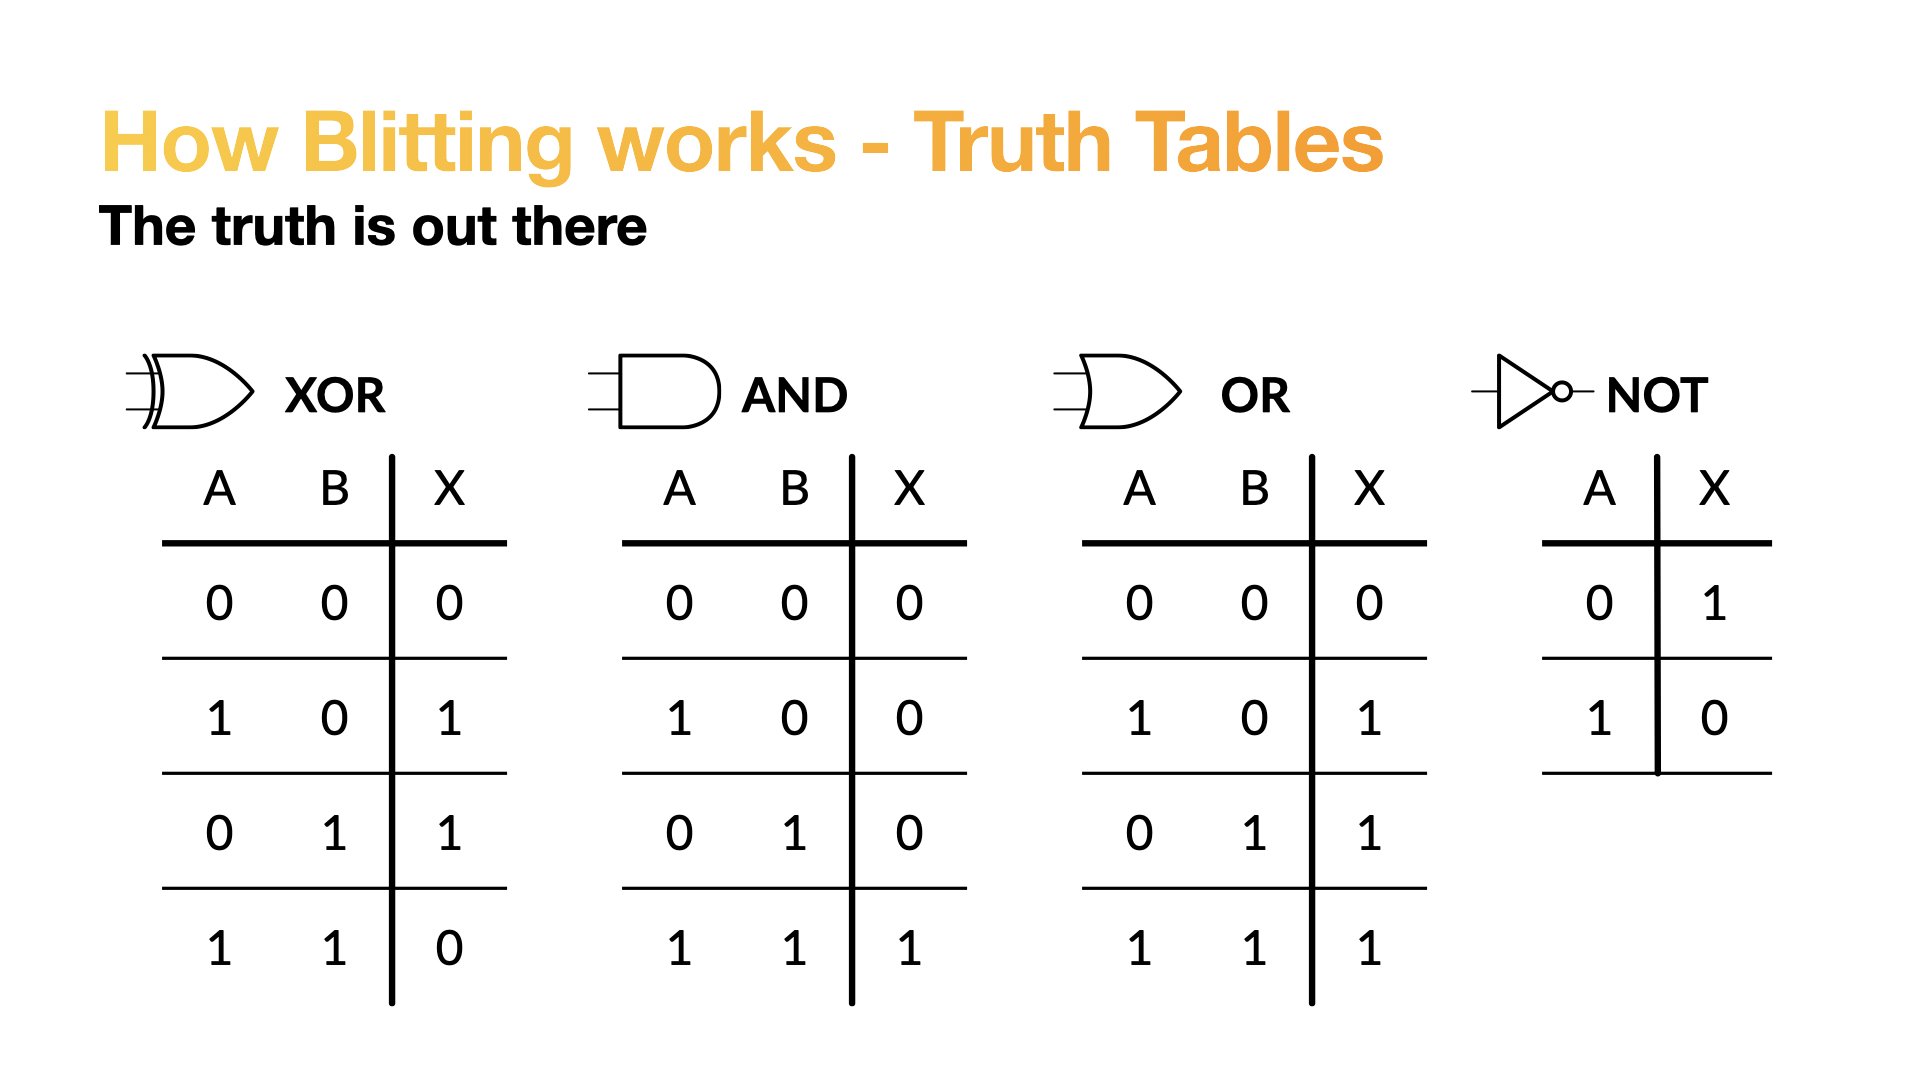 How Blitting works - Truth Tables
The truth is out there
XOR
A B X
0 0 0
1 0 1
0 1 1
1 1 0
AND
A B X
0 0 0
1 0 0
0 1 0
1 1 1
OR
A B X
0 0 0
1 0 1
0 1 1
1 1 1
NOT
A X
0 1
1 0